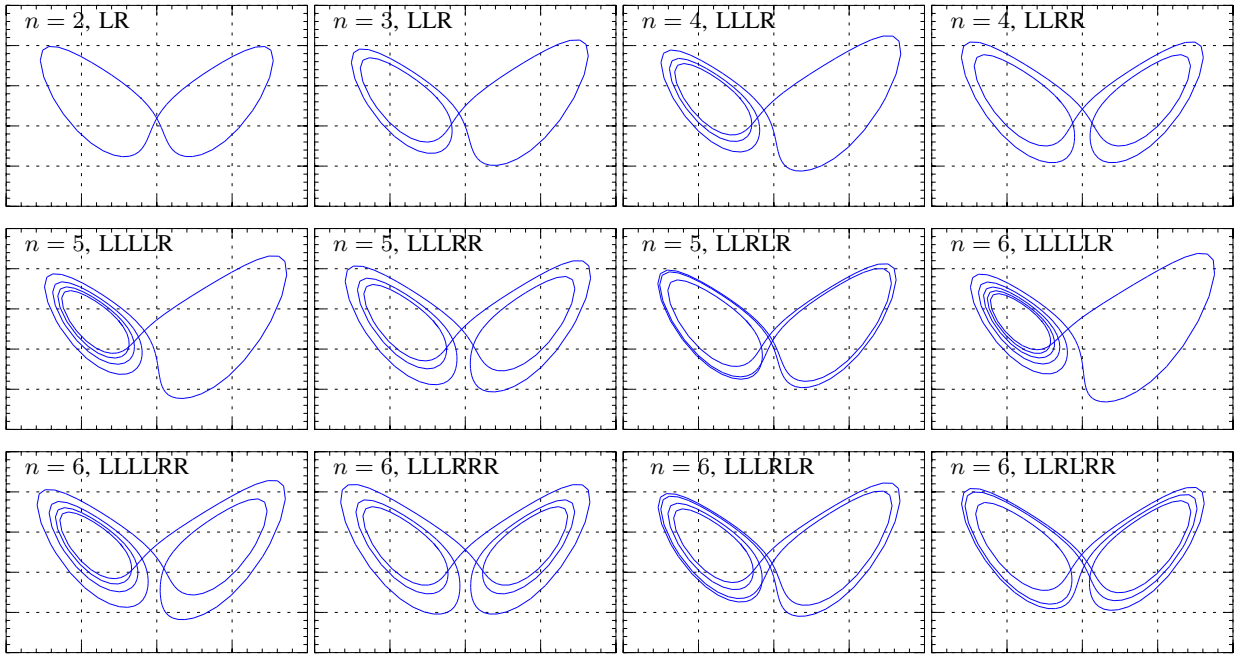 n = 2, LR
n = 3, LLR
n = 4, LLLR
n = 4, LLRR
n = 5, LLLLR
n = 5, LLLRR
n = 5, LLRLR
n = 6, LLLLLR
n = 6, LLLLRR
n = 6, LLLRRR
n = 6, LLLRLR
n = 6, LLRLRR